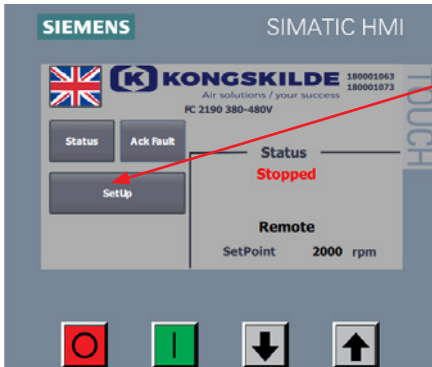 SIEMENS
SIMATIC HMI
TOUCH
K KONGSKILDE
Air solutions / your success
180001063
180001073
FC 2190 380-480V
Status
Ack Fault
SetUp
Status
Stopped
Remote
SetPoint 2000 rpm